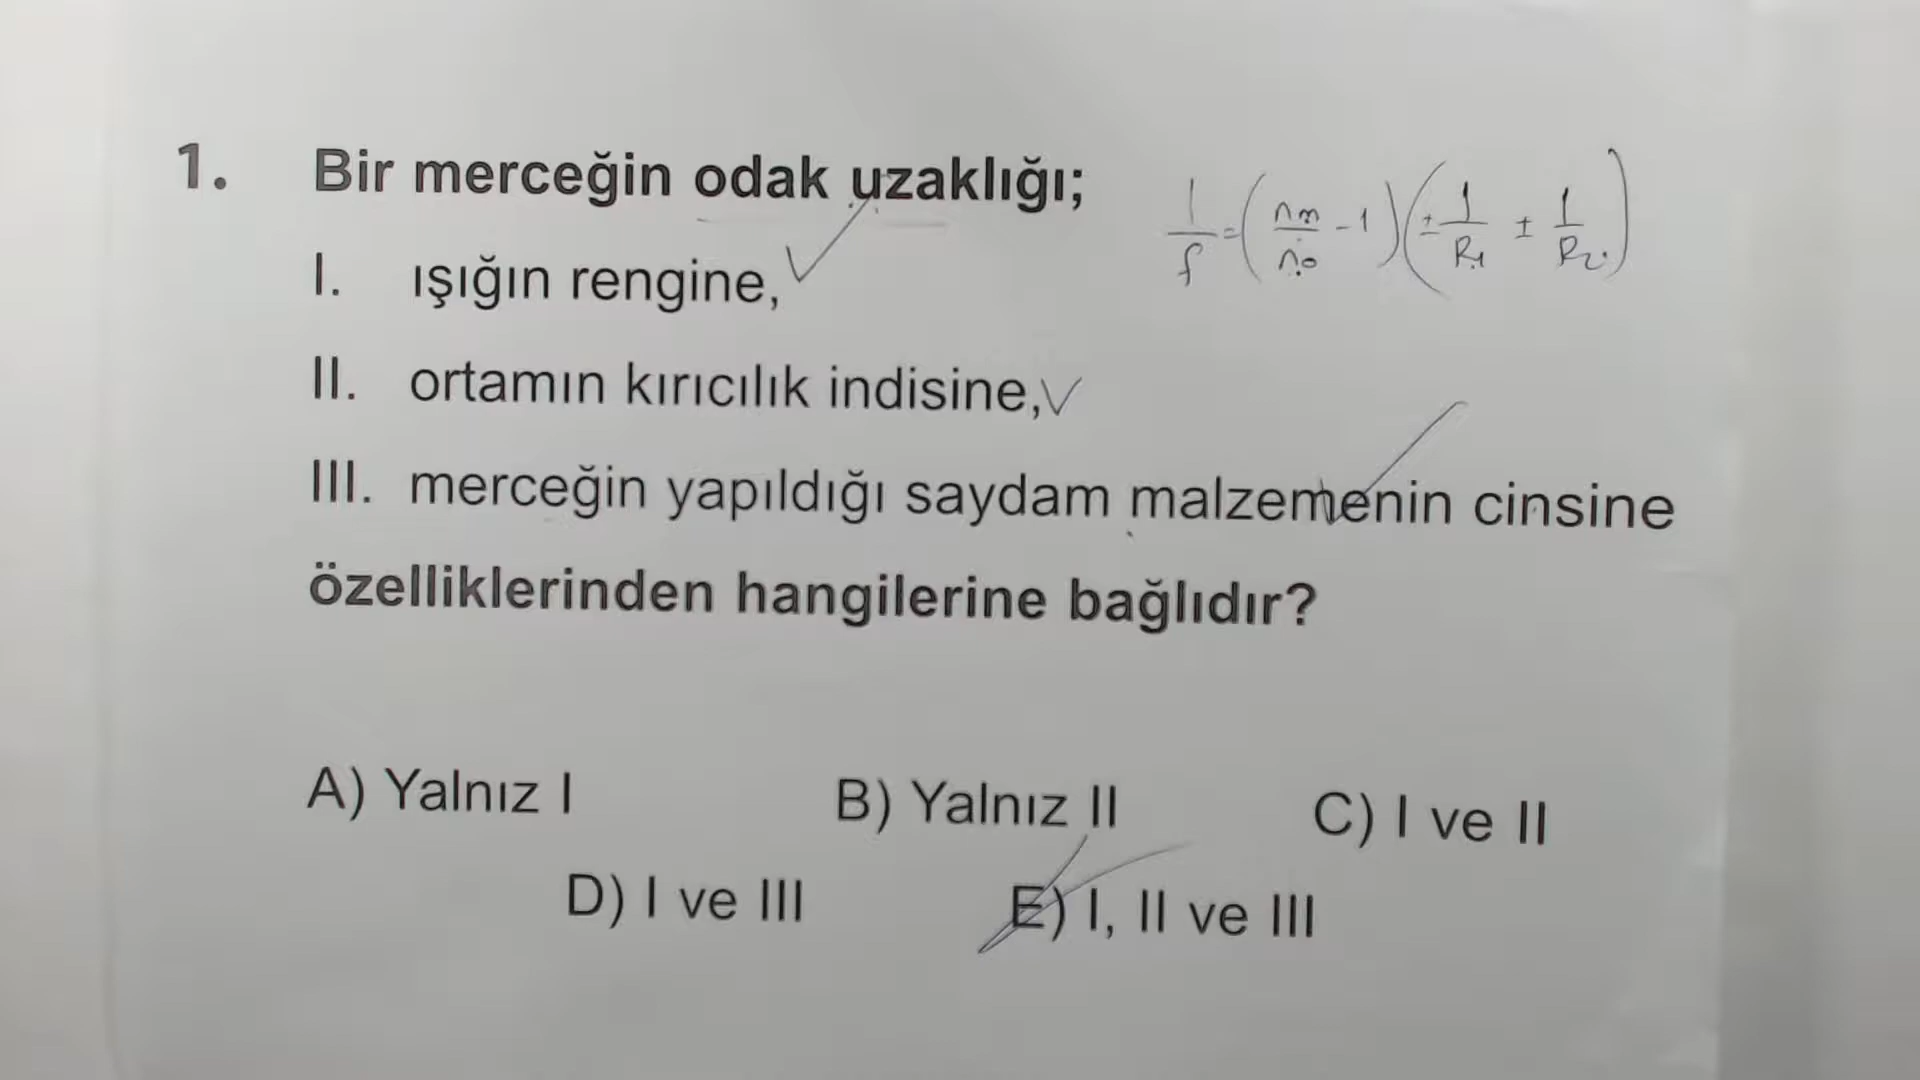 1. Bir merceğin odak uzaklığı;
1/f = (nm/no - 1)(± 1/R1 ± 1/R2)
I. ışığın rengine,
II. ortamın kırıcılık indisine,
III. merceğin yapıldığı saydam malzemenin cinsine
özelliklerinden hangilerine bağlıdır?
A) Yalnız I B) Yalnız II C) I ve II
D) I ve III E) I, II ve III